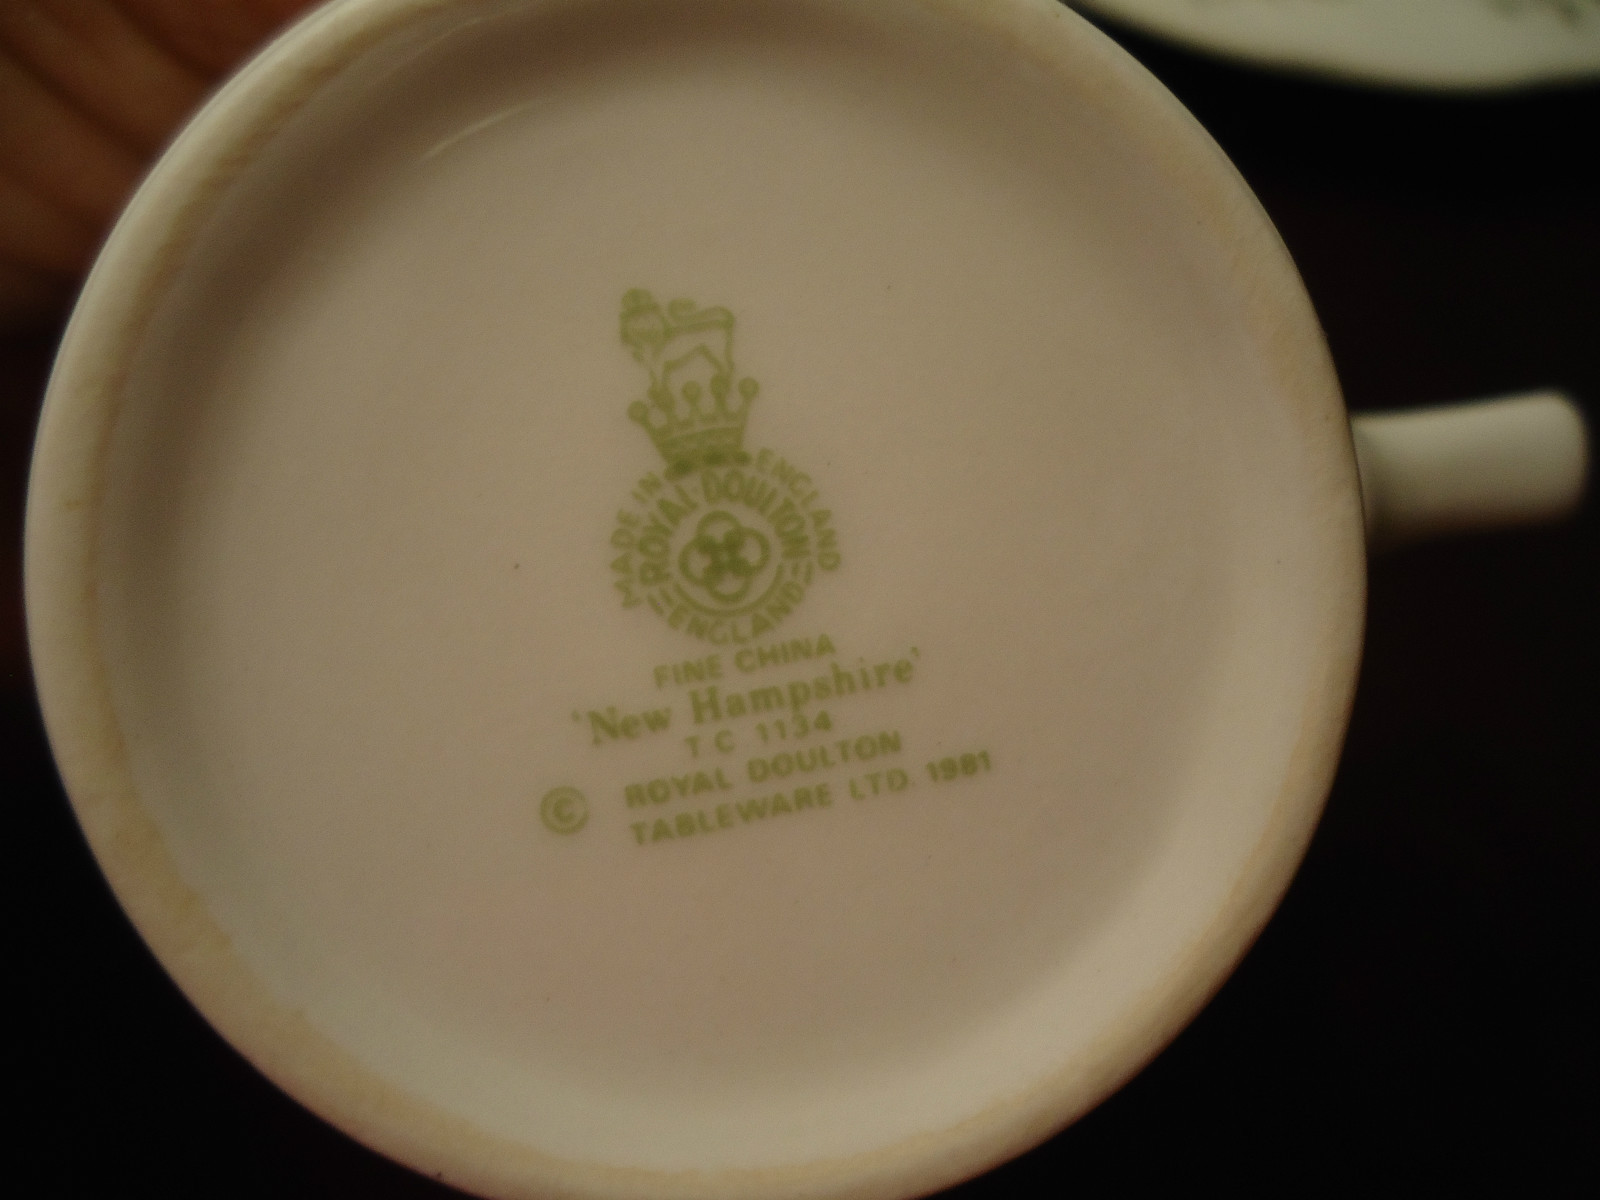 MADE IN ENGLAND
ROYAL DOULTON
ENGLAND
FINE CHINA
'New Hampshire'
T C 1134
© ROYAL DOULTON
TABLEWARE LTD. 1981